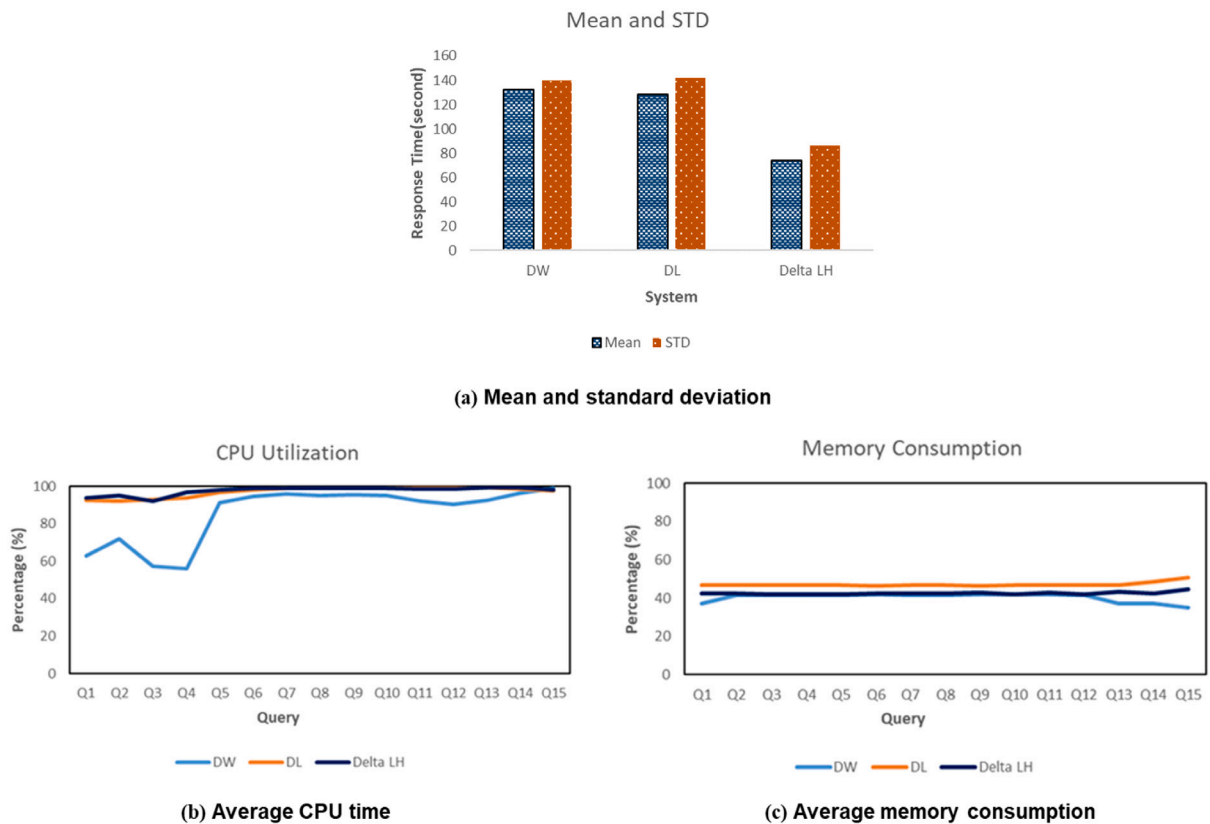 Mean and STD
160
140
120
100
80
60
40
20
0
Response Time(second)
DW DL Delta LH
System
Mean STD
(a) Mean and standard deviation
CPU Utilization
100
80
60
40
20
0
Percentage (%)
Q1 Q2 Q3 Q4 Q5 Q6 Q7 Q8 Q9 Q10 Q11 Q12 Q13 Q14 Q15
Query
DW DL Delta LH
(b) Average CPU time
Memory Consumption
100
80
60
40
20
0
Percentage (%)
Q1 Q2 Q3 Q4 Q5 Q6 Q7 Q8 Q9 Q10 Q11 Q12 Q13 Q14 Q15
Query
DW DL Delta LH
(c) Average memory consumption